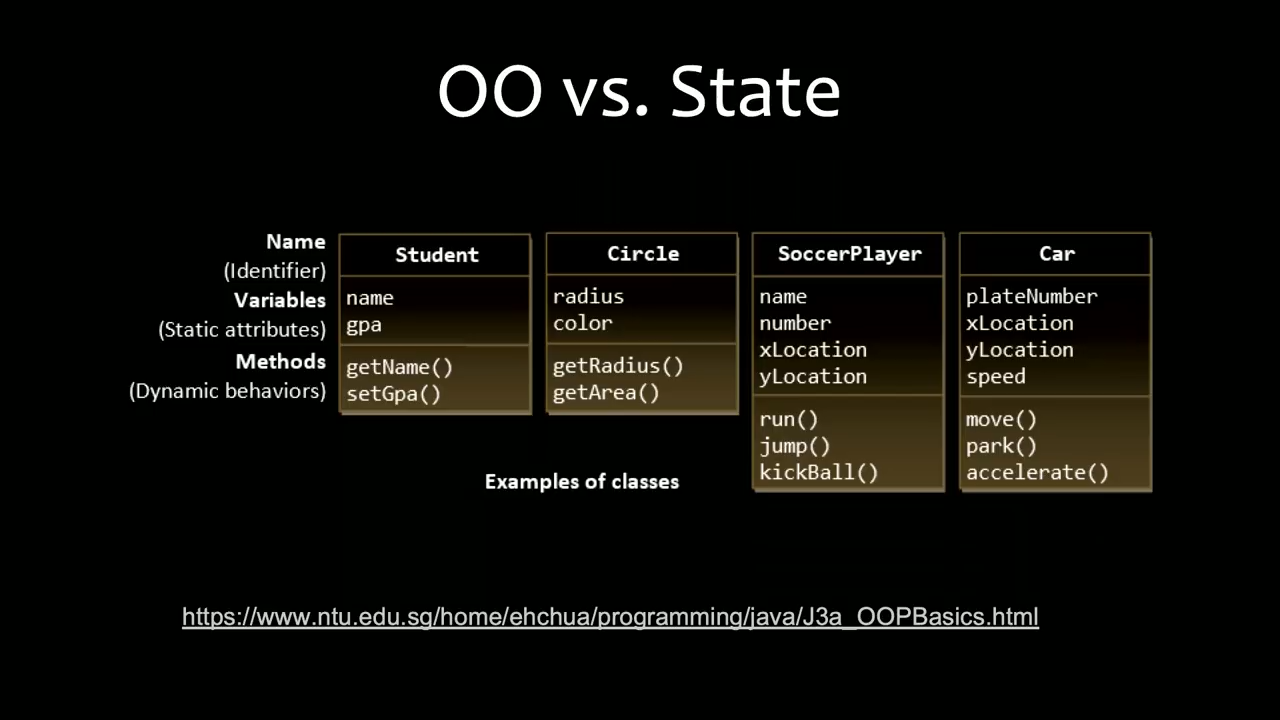 OO vs. State
Name
(Identifier)
Variables
(Static attributes)
Methods
(Dynamic behaviors)
Student
name
gpa
getName()
setGpa()
Circle
radius
color
getRadius()
getArea()
SoccerPlayer
name
number
xLocation
yLocation
run()
jump()
kickBall()
Car
plateNumber
xLocation
yLocation
speed
move()
park()
accelerate()
Examples of classes
https://www.ntu.edu.sg/home/ehchua/programming/java/J3a_OOPBasics.html